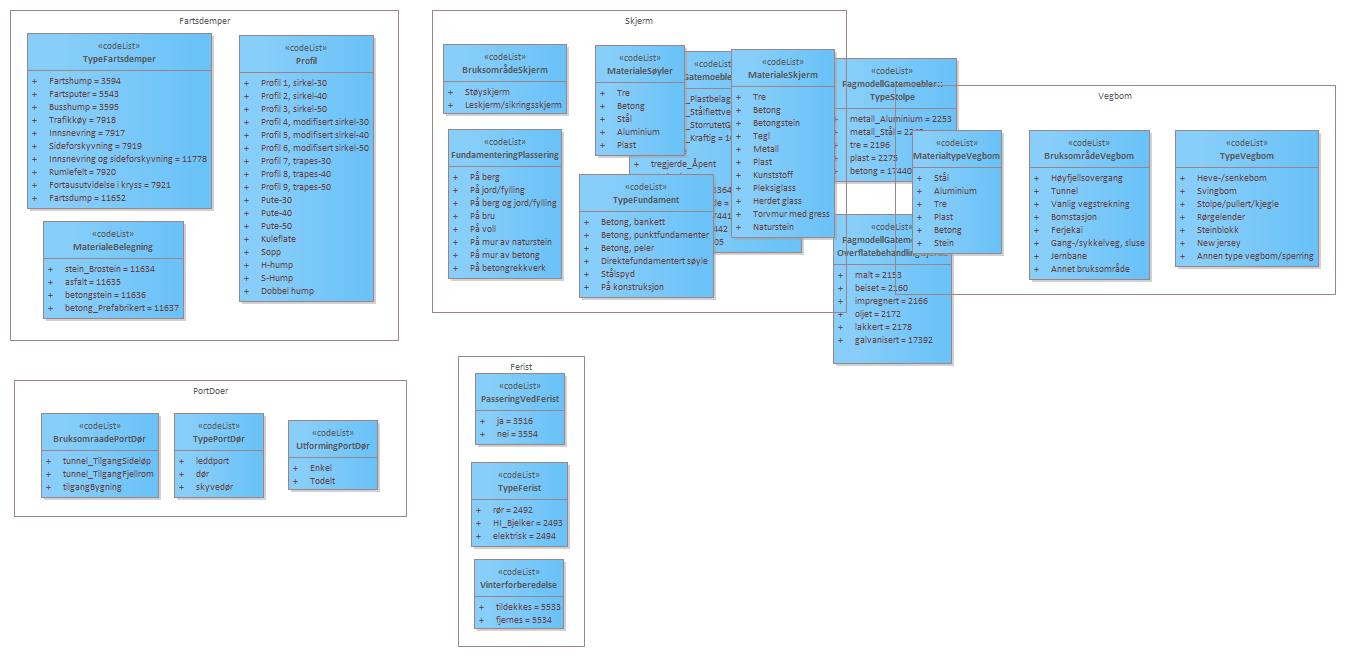 Fartsdemper
«codeList»
TypeFartsdemper
+ Fartshump = 3594
+ Fartsputer = 5543
+ Busshump = 3595
+ Trafikkøy = 7918
+ Innsnevring = 7917
+ Sideforskyvning = 7919
+ Innsnevring og sideforskyvning = 11778
+ Rumlefelt = 7920
+ Fortausutvidelse i kryss = 7921
+ Fartsdump = 11652
«codeList»
MaterialeBelegning
+ stein_Brostein = 11634
+ asfalt = 11635
+ betongstein = 11636
+ betong_Prefabrikert = 11637
«codeList»
Profil
+ Profil 1, sirkel-30
+ Profil 2, sirkel-40
+ Profil 3, sirkel-50
+ Profil 4, modifisert sirkel-30
+ Profil 5, modifisert sirkel-40
+ Profil 6, modifisert sirkel-50
+ Profil 7, trapes-30
+ Profil 8, trapes-40
+ Profil 9, trapes-50
+ Pute-30
+ Pute-40
+ Pute-50
+ Kuleflate
+ Sopp
+ H-hump
+ S-Hump
+ Dobbel hump
Skjerm
«codeList»
BruksområdeSkjerm
+ Støyskjerm
+ Leskjerm/sikringsskjerm
«codeList»
FundamenteringPlassering
+ På berg
+ På jord/fylling
+ På berg og jord/fylling
+ På bru
+ På voll
+ På mur av naturstein
+ På mur av betong
+ På betongrekkverk
«codeList»
MaterialeSøyler
+ Tre
+ Betong
+ Stål
+ Aluminium
+ Plast
«codeList»
Gatemoebler
_Plastbelag
_Stålflettve
_StorrutetG
_Kraftig = 1
+ tregjerde_Åpent
4364
de =
7441
442
05
«codeList»
TypeFundament
+ Betong, bankett
+ Betong, punktfundamenter
+ Betong, peler
+ Direktefundamentert søyle
+ Stålspyd
+ På konstruksjon
«codeList»
MaterialeSkjerm
+ Tre
+ Betong
+ Betongstein
+ Tegl
+ Metall
+ Plast
+ Kunststoff
+ Pleksiglass
+ Herdet glass
+ Torvmur med gress
+ Naturstein
«codeList»
FagmodellGatemoebler::
TypeStolpe
+ metall_Aluminium = 2253
+ metall_Stål =
+ tre = 2196
+ plast = 2275
+ betong = 17440
«codeList»
FagmodellGatemo
Overflatebehandling
+ malt = 2153
+ beiset = 2160
+ impregnert = 2166
+ oljet = 2172
+ lakkert = 2178
+ galvanisert = 17392
Vegbom
«codeList»
MaterialtypeVegbom
+ Stål
+ Aluminium
+ Tre
+ Plast
+ Betong
+ Stein
«codeList»
BruksområdeVegbom
+ Høyfjellsovergang
+ Tunnel
+ Vanlig vegstrekning
+ Bomstasjon
+ Ferjekai
+ Gang-/sykkelveg, sluse
+ Jernbane
+ Annet bruksområde
«codeList»
TypeVegbom
+ Heve-/senkebom
+ Svingbom
+ Stolpe/pullert/kjegle
+ Rørgelender
+ Steinblokk
+ New jersey
+ Annen type vegbom/sperring
PortDoer
«codeList»
BruksomraadePortDør
+ tunnel_TilgangSideløp
+ tunnel_TilgangFjellrom
+ tilgangBygning
«codeList»
TypePortDør
+ leddport
+ dør
+ skyvedør
«codeList»
UtformingPortDør
+ Enkel
+ Todelt
Ferist
«codeList»
PasseringVedFerist
+ ja = 3516
+ nei = 3554
«codeList»
TypeFerist
+ rør = 2492
+ HI_Bjelker = 2493
+ elektrisk = 2494
«codeList»
Vinterforberedelse
+ tildekkes = 5533
+ fjernes = 5534